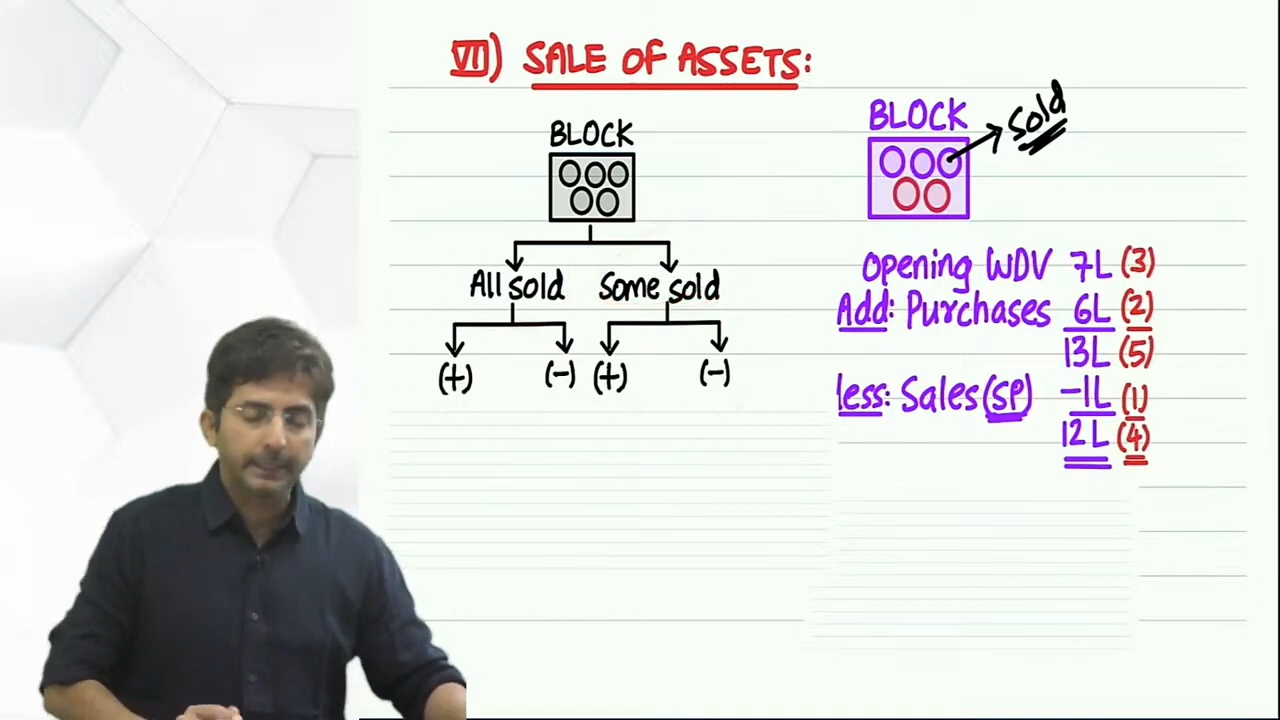 VI) SALE OF ASSETS:
BLOCK
All sold Some sold
(+) (-) (+) (-)
BLOCK
Sold
Opening WDV 7L (3)
Add: Purchases 6L (2)
13L (5)
less: Sales (SP) -1L (1)
12L (4)